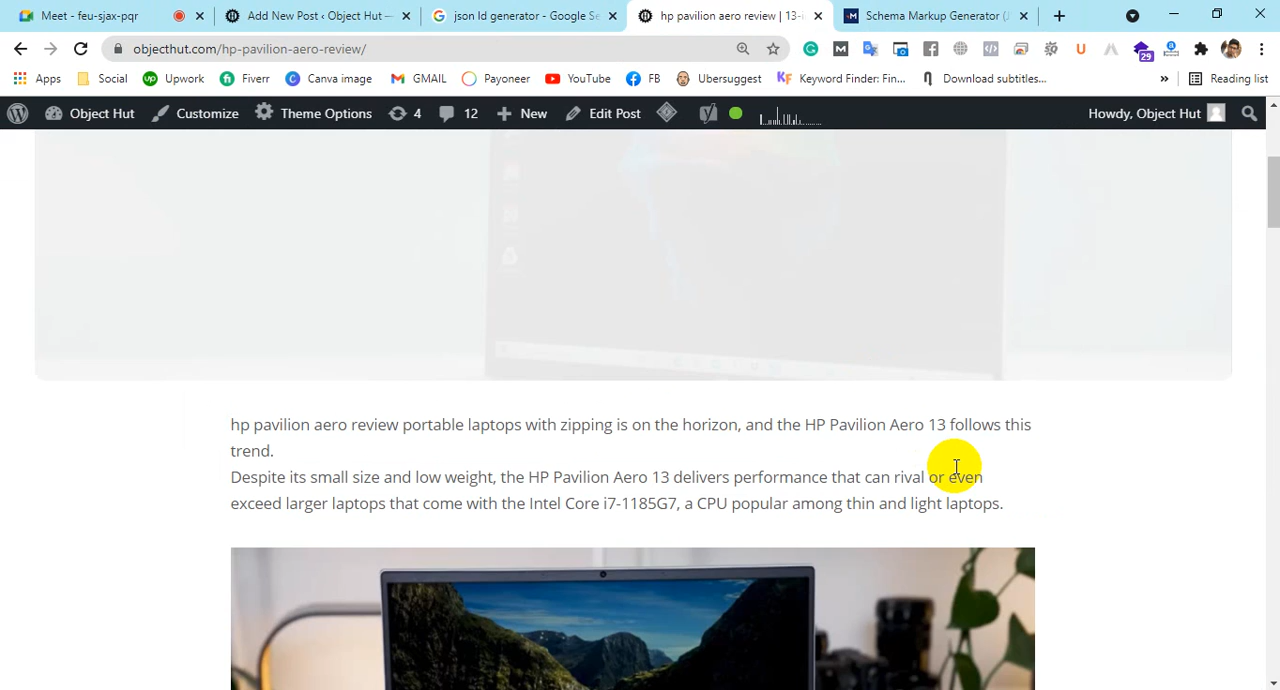 Meet - feu-sjax-pqr
Add New Post ‹ Object Hut —
json ld generator - Google Se
hp pavilion aero review | 13-i
Schema Markup Generator (J
objecthut.com/hp-pavilion-aero-review/
29
Apps
Social
Upwork
Fiverr
Canva image
GMAIL
Payoneer
YouTube
FB
Ubersuggest
Keyword Finder: Fin...
Download subtitles...
»
Reading list
Object Hut
Customize
Theme Options
4
12
New
Edit Post
Howdy, Object Hut
hp pavilion aero review portable laptops with zipping is on the horizon, and the HP Pavilion Aero 13 follows this
trend.
Despite its small size and low weight, the HP Pavilion Aero 13 delivers performance that can rival or even
exceed larger laptops that come with the Intel Core i7-1185G7, a CPU popular among thin and light laptops.